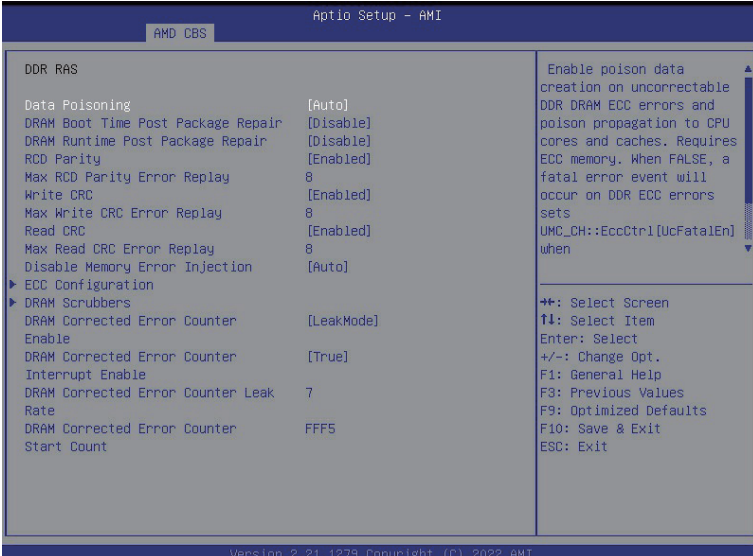 Aptio Setup - AMI
AMD CBS
DDR RAS
Data Poisoning [Auto]
DRAM Boot Time Post Package Repair [Disable]
DRAM Runtime Post Package Repair [Disable]
RCD Parity [Enabled]
Max RCD Parity Error Replay 8
Write CRC [Enabled]
Max Write CRC Error Replay 8
Read CRC [Enabled]
Max Read CRC Error Replay 8
Disable Memory Error Injection [Auto]
ECC Configuration
DRAM Scrubbers
DRAM Corrected Error Counter [LeakMode]
Enable
DRAM Corrected Error Counter [True]
Interrupt Enable
DRAM Corrected Error Counter Leak 7
Rate
DRAM Corrected Error Counter FFF5
Start Count
Enable poison data
creation on uncorrectable
DDR DRAM ECC errors and
poison propagation to CPU
cores and caches. Requires
ECC memory. When FALSE, a
fatal error event will
occur on DDR ECC errors
sets
UMC_CH::EccCtrl[UcFatalEn]
when
→←: Select Screen
↑↓: Select Item
Enter: Select
+/-: Change Opt.
F1: General Help
F3: Previous Values
F9: Optimized Defaults
F10: Save & Exit
ESC: Exit
Version 2.21.1279 Copyright (C) 2022 AMI